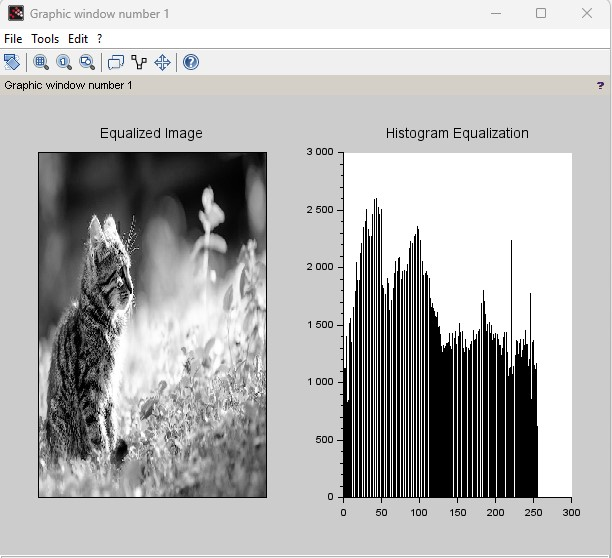 Graphic window number 1
File Tools Edit ?
Graphic window number 1 ?
Equalized Image
Histogram Equalization
3 000
2 500
2 000
1 500
1 000
500
0
0 50 100 150 200 250 300